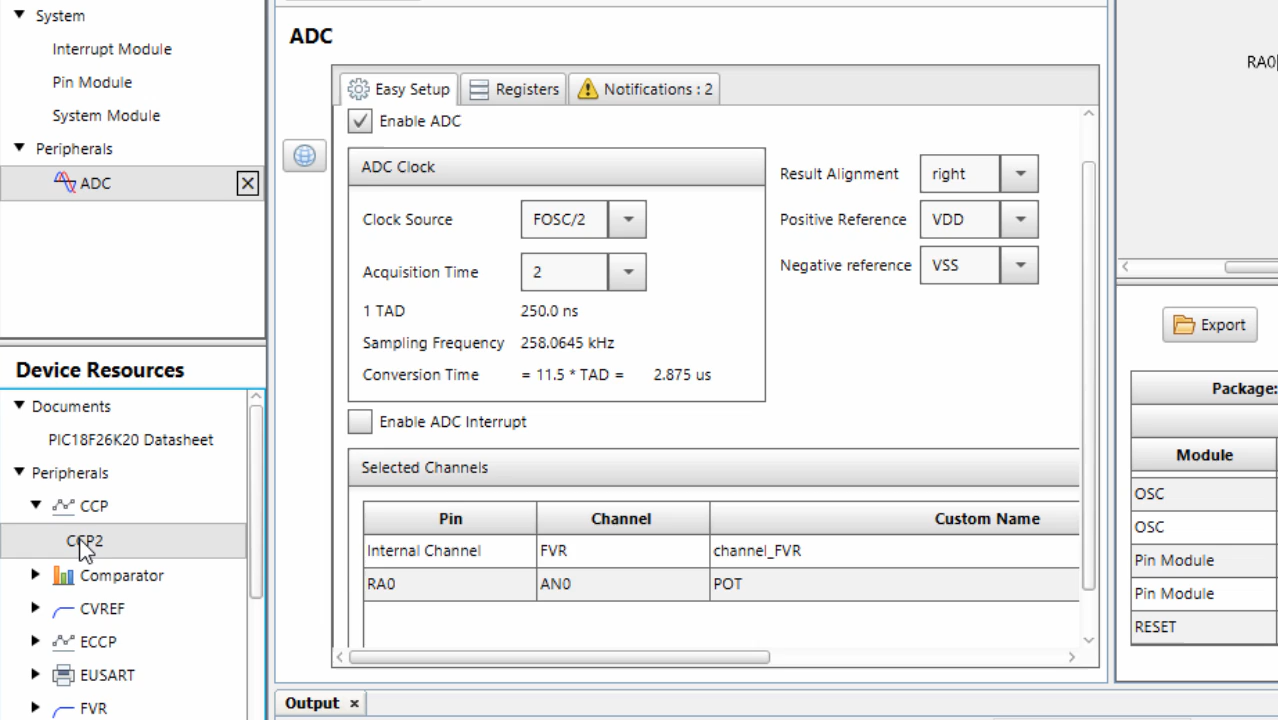 System
Interrupt Module
Pin Module
System Module
Peripherals
ADC
Device Resources
Documents
PIC18F26K20 Datasheet
Peripherals
CCP
CCP2
Comparator
CVREF
ECCP
EUSART
FVR
ADC
Easy Setup
Registers
Notifications : 2
Enable ADC
ADC Clock
Clock Source FOSC/2
Acquisition Time 2
1 TAD 250.0 ns
Sampling Frequency 258.0645 kHz
Conversion Time = 11.5 * TAD = 2.875 us
Result Alignment right
Positive Reference VDD
Negative reference VSS
Enable ADC Interrupt
Selected Channels
Pin Channel Custom Name
Internal Channel FVR channel_FVR
RA0 AN0 POT
Output
RA0
Export
Package:
Module
OSC
OSC
Pin Module
Pin Module
RESET